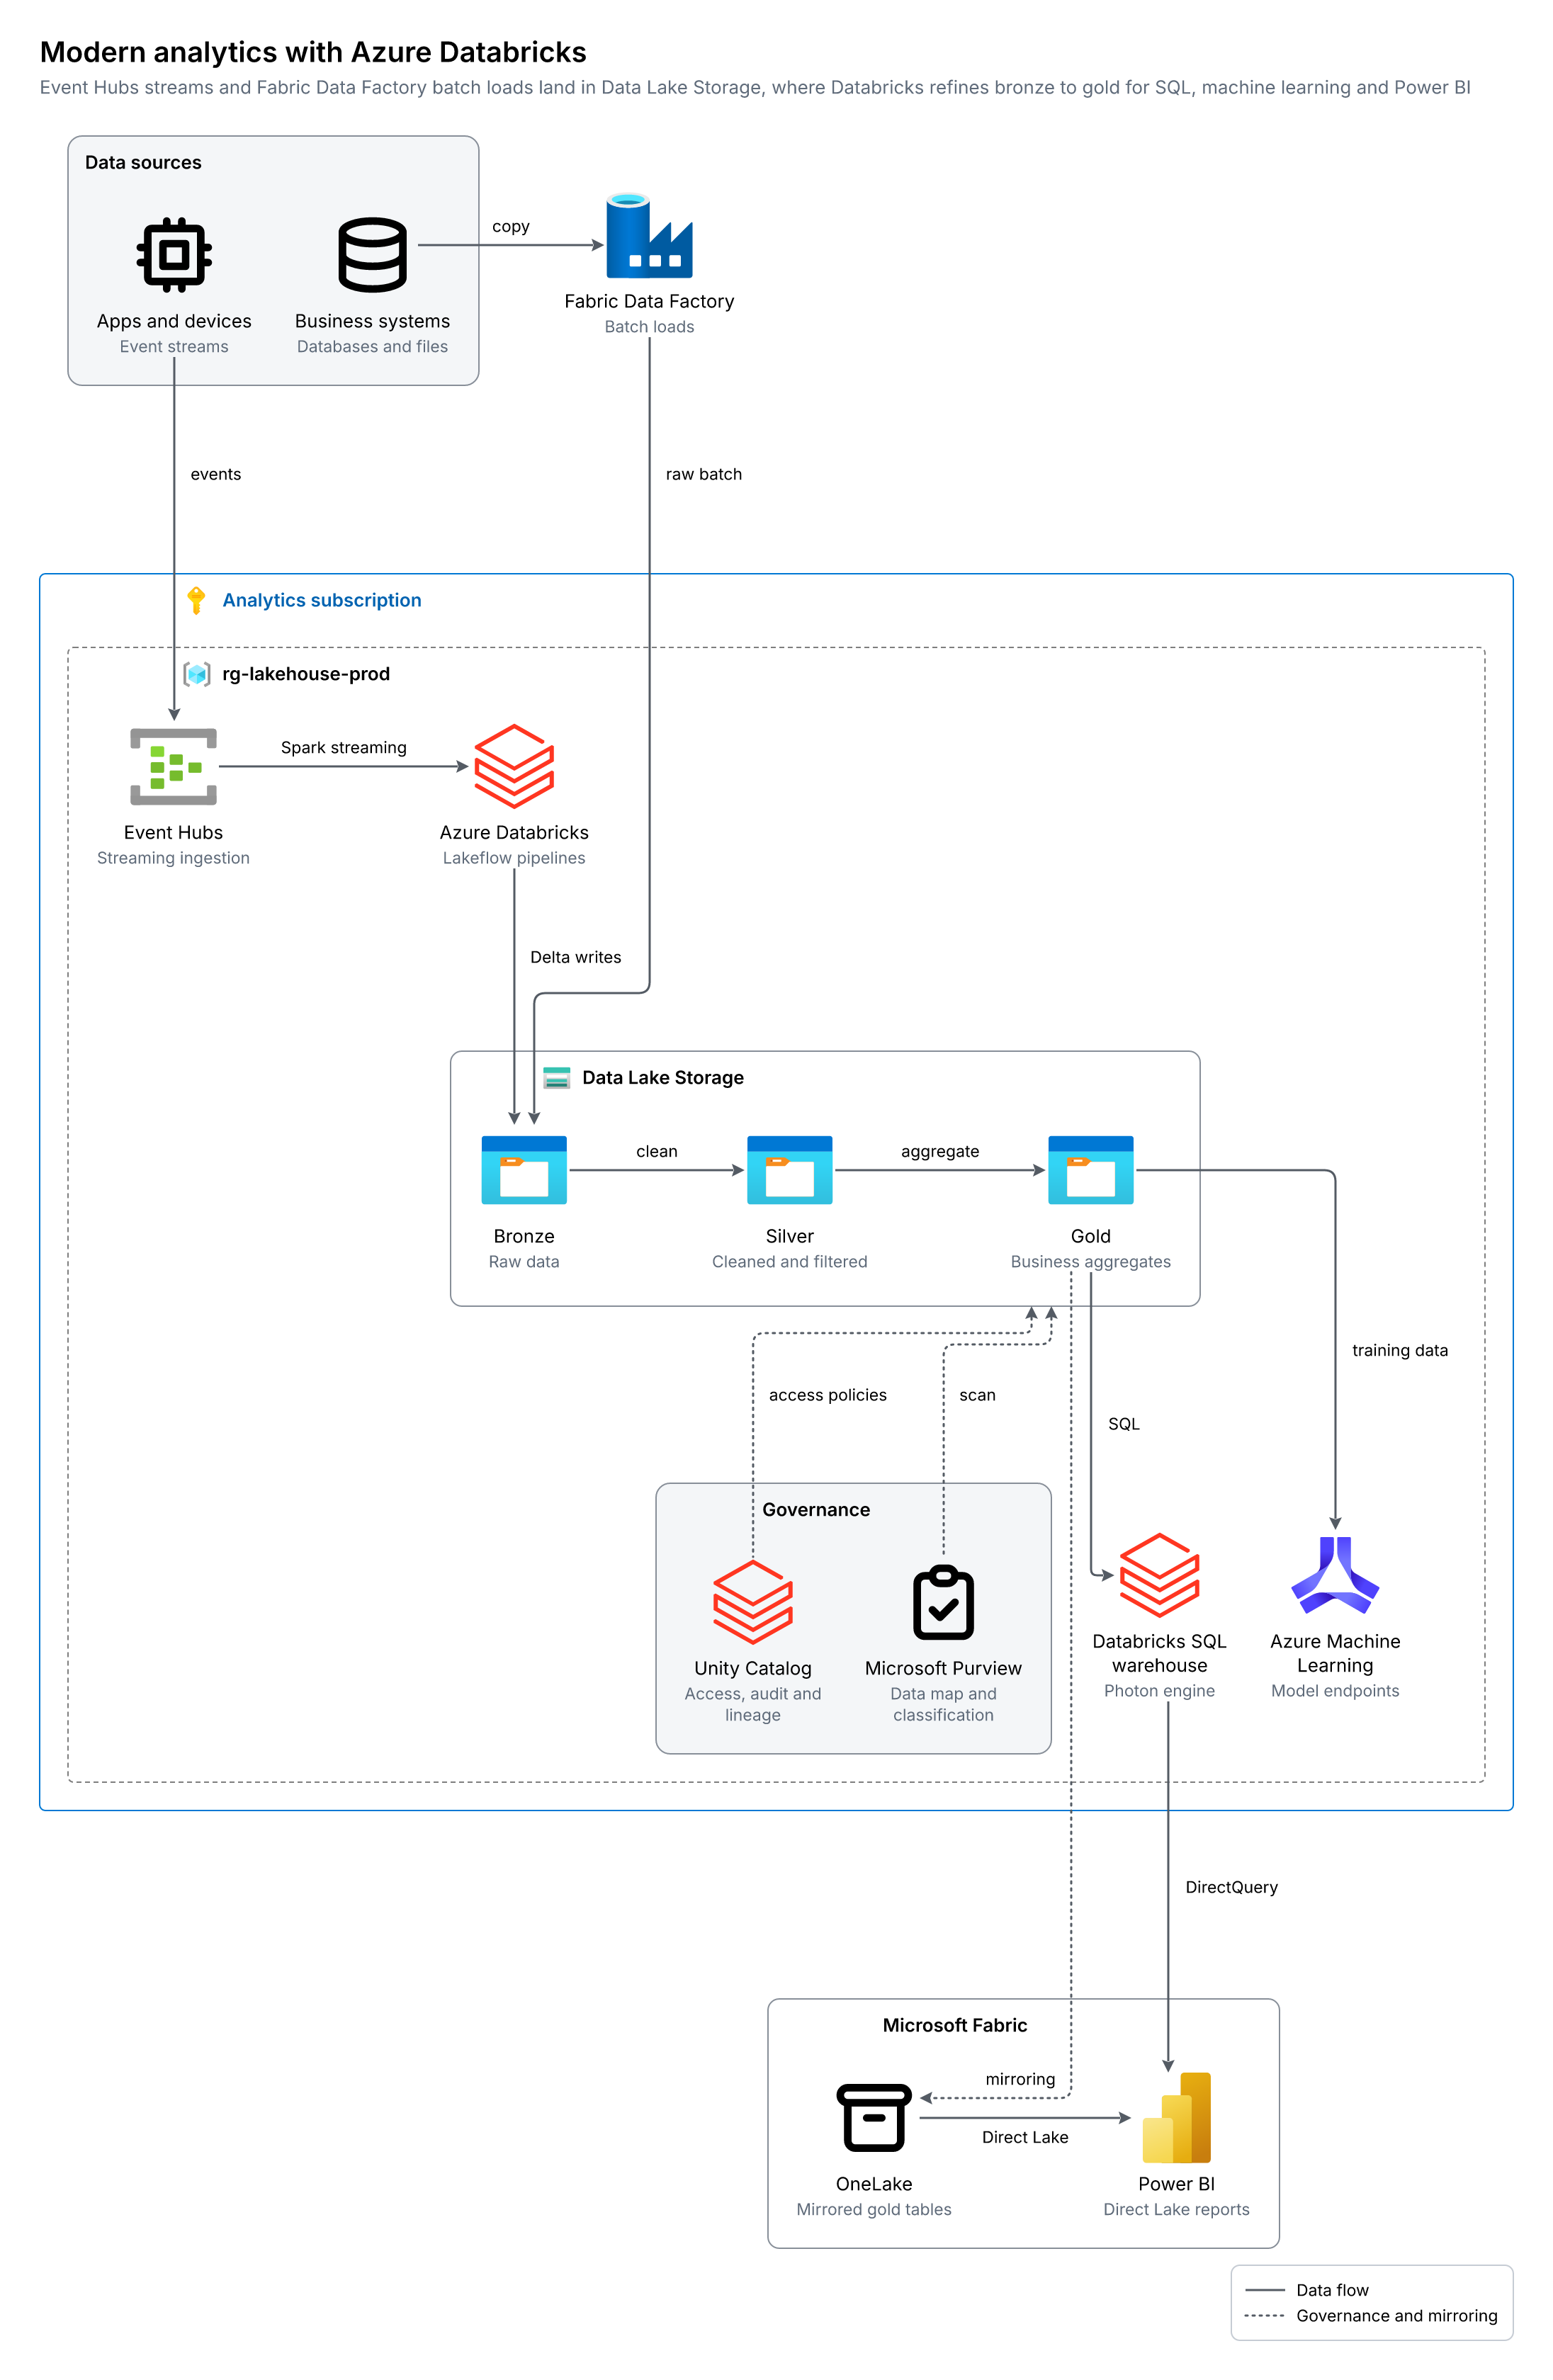 Modern analytics with Azure Databricks
Event Hubs streams and Fabric Data Factory batch loads land in Data Lake Storage, where Databricks refines bronze to gold for SQL, machine learning and Power BI
Data sources
copy
Apps and devices
Event streams
Business systems
Databases and files
Fabric Data Factory
Batch loads
events
raw batch
Analytics subscription
rg-lakehouse-prod
Spark streaming
Event Hubs
Streaming ingestion
Azure Databricks
Lakeflow pipelines
Delta writes
Data Lake Storage
clean
aggregate
Bronze
Raw data
Silver
Cleaned and filtered
Gold
Business aggregates
training data
access policies
scan
SQL
Governance
Unity Catalog
Access, audit and
lineage
Microsoft Purview
Data map and
classification
Databricks SQL
warehouse
Photon engine
Azure Machine
Learning
Model endpoints
DirectQuery
Microsoft Fabric
mirroring
Direct Lake
OneLake
Mirrored gold tables
Power BI
Direct Lake reports
Data flow
Governance and mirroring